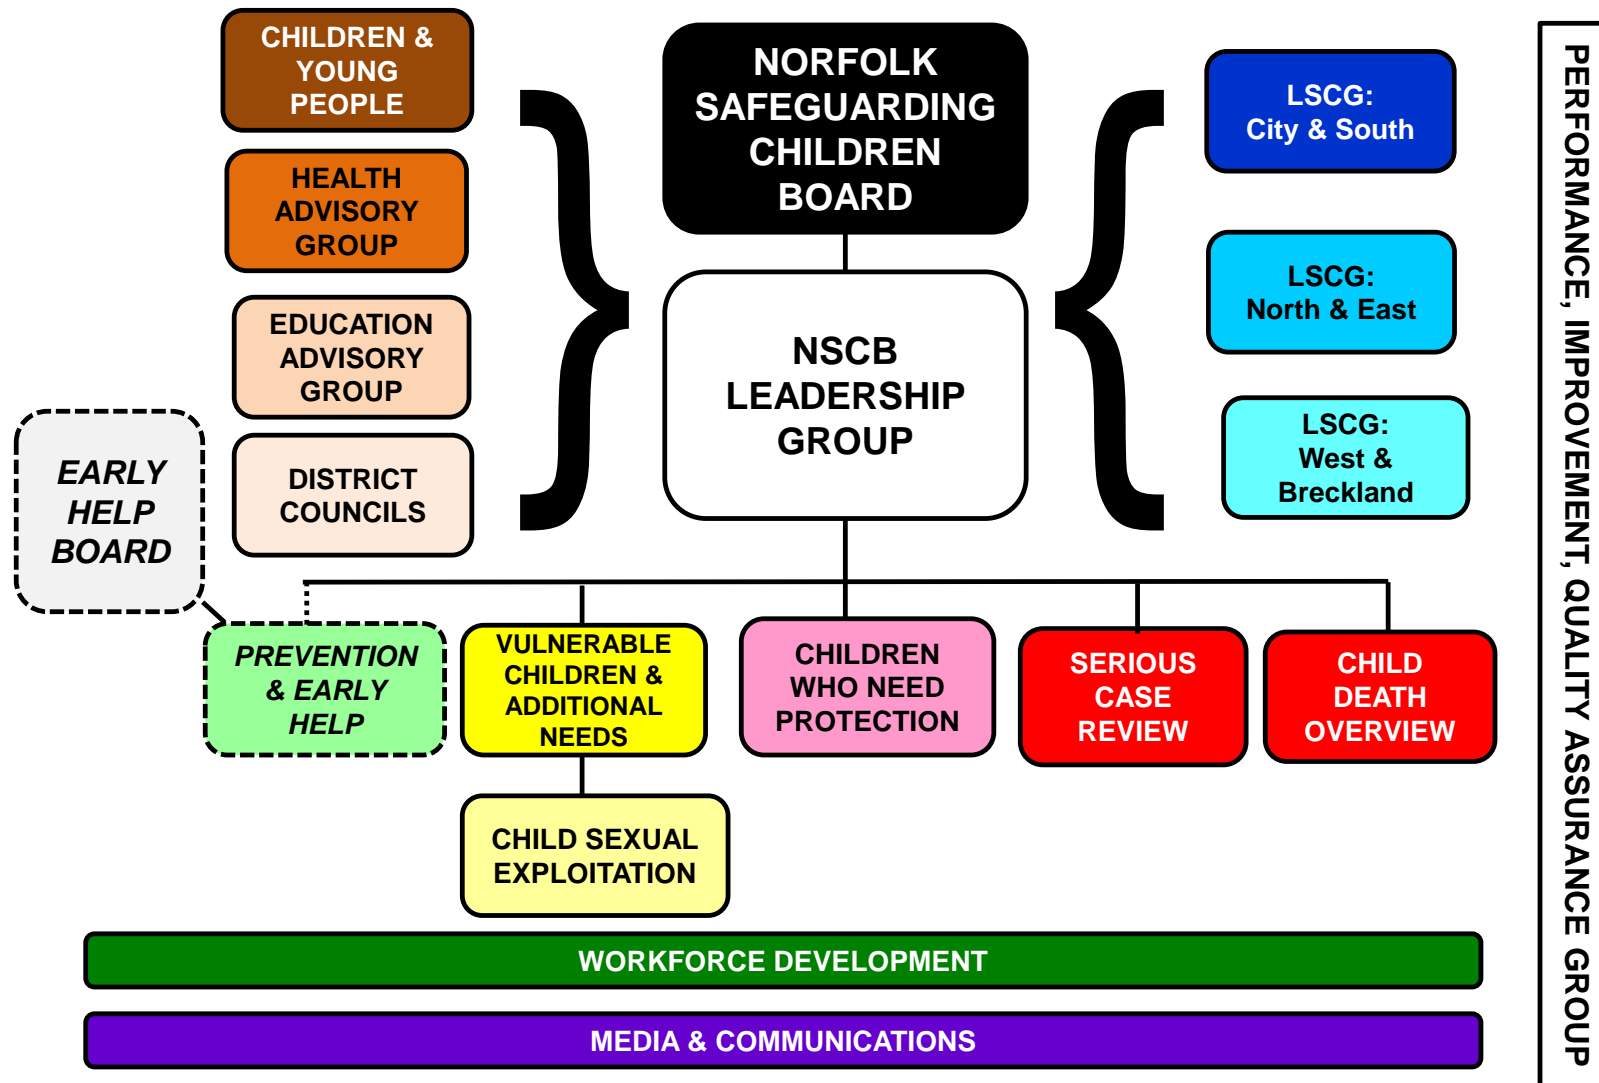 CHILDREN &
YOUNG
PEOPLE
HEALTH
ADVISORY
GROUP
EDUCATION
ADVISORY
GROUP
DISTRICT
COUNCILS
EARLY
HELP
BOARD
NORFOLK
SAFEGUARDING
CHILDREN
BOARD
NSCB
LEADERSHIP
GROUP
LSCG:
City & South
LSCG:
North & East
LSCG:
West &
Breckland
PREVENTION
& EARLY
HELP
VULNERABLE
CHILDREN &
ADDITIONAL
NEEDS
CHILDREN
WHO NEED
PROTECTION
SERIOUS
CASE
REVIEW
CHILD
DEATH
OVERVIEW
CHILD SEXUAL
EXPLOITATION
WORKFORCE DEVELOPMENT
MEDIA & COMMUNICATIONS
PERFORMANCE, IMPROVEMENT, QUALITY ASSURANCE GROUP